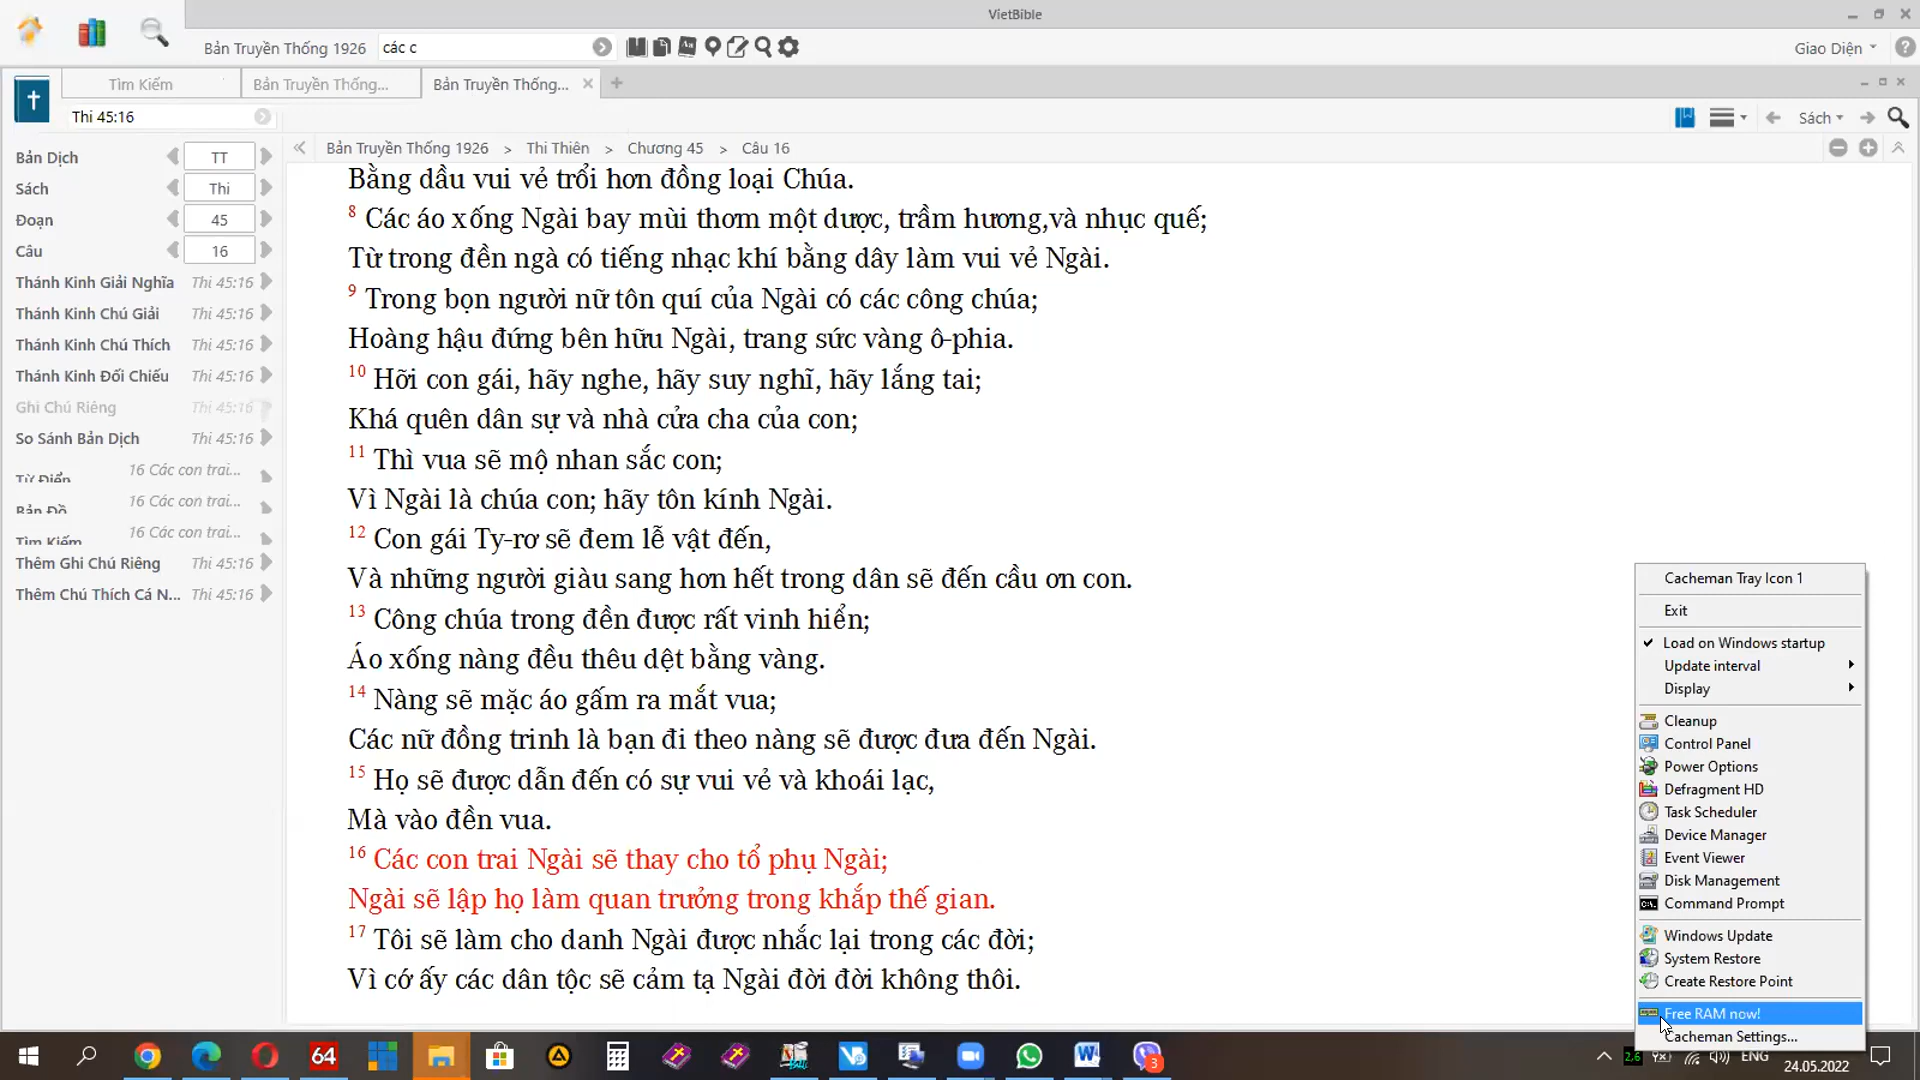 VietBible
Bản Truyền Thống 1926
các c
Giao Diện
Tìm Kiếm
Bản Truyền Thống...
Bản Truyền Thống...
Thi 45:16
Sách
Bản Truyền Thống 1926 > Thi Thiên > Chương 45 > Câu 16
Bản Dịch TT
Sách Thi
Đoạn 45
Câu 16
Thánh Kinh Giải Nghĩa Thi 45:16
Thánh Kinh Chú Giải Thi 45:16
Thánh Kinh Chú Thích Thi 45:16
Thánh Kinh Đối Chiếu Thi 45:16
Ghi Chú Riêng Thi 45:16
So Sánh Bản Dịch Thi 45:16
Từ Điển 16 Các con trai...
Bản Đồ 16 Các con trai...
Tìm Kiếm 16 Các con trai...
Thêm Ghi Chú Riêng Thi 45:16
Thêm Chú Thích Cá N... Thi 45:16
Bằng dầu vui vẻ trổi hơn đồng loại Chúa.
8 Các áo xống Ngài bay mùi thơm một dược, trầm hương,và nhục quế;
Từ trong đền ngà có tiếng nhạc khí bằng dây làm vui vẻ Ngài.
9 Trong bọn người nữ tôn quí của Ngài có các công chúa;
Hoàng hậu đứng bên hữu Ngài, trang sức vàng ô-phia.
10 Hỡi con gái, hãy nghe, hãy suy nghĩ, hãy lắng tai;
Khá quên dân sự và nhà cửa cha của con;
11 Thì vua sẽ mộ nhan sắc con;
Vì Ngài là chúa con; hãy tôn kính Ngài.
12 Con gái Ty-rơ sẽ đem lễ vật đến,
Và những người giàu sang hơn hết trong dân sẽ đến cầu ơn con.
13 Công chúa trong đền được rất vinh hiển;
Áo xống nàng đều thêu dệt bằng vàng.
14 Nàng sẽ mặc áo gấm ra mắt vua;
Các nữ đồng trinh là bạn đi theo nàng sẽ được đưa đến Ngài.
15 Họ sẽ được dẫn đến có sự vui vẻ và khoái lạc,
Mà vào đền vua.
16 Các con trai Ngài sẽ thay cho tổ phụ Ngài;
Ngài sẽ lập họ làm quan trưởng trong khắp thế gian.
17 Tôi sẽ làm cho danh Ngài được nhắc lại trong các đời;
Vì cớ ấy các dân tộc sẽ cảm tạ Ngài đời đời không thôi.
Cacheman Tray Icon 1
Exit
Load on Windows startup
Update interval
Display
Cleanup
Control Panel
Power Options
Defragment HD
Task Scheduler
Device Manager
Event Viewer
Disk Management
Command Prompt
Windows Update
System Restore
Create Restore Point
Free RAM now!
Cacheman Settings...
64
3
2,6
ENG
24.05.2022